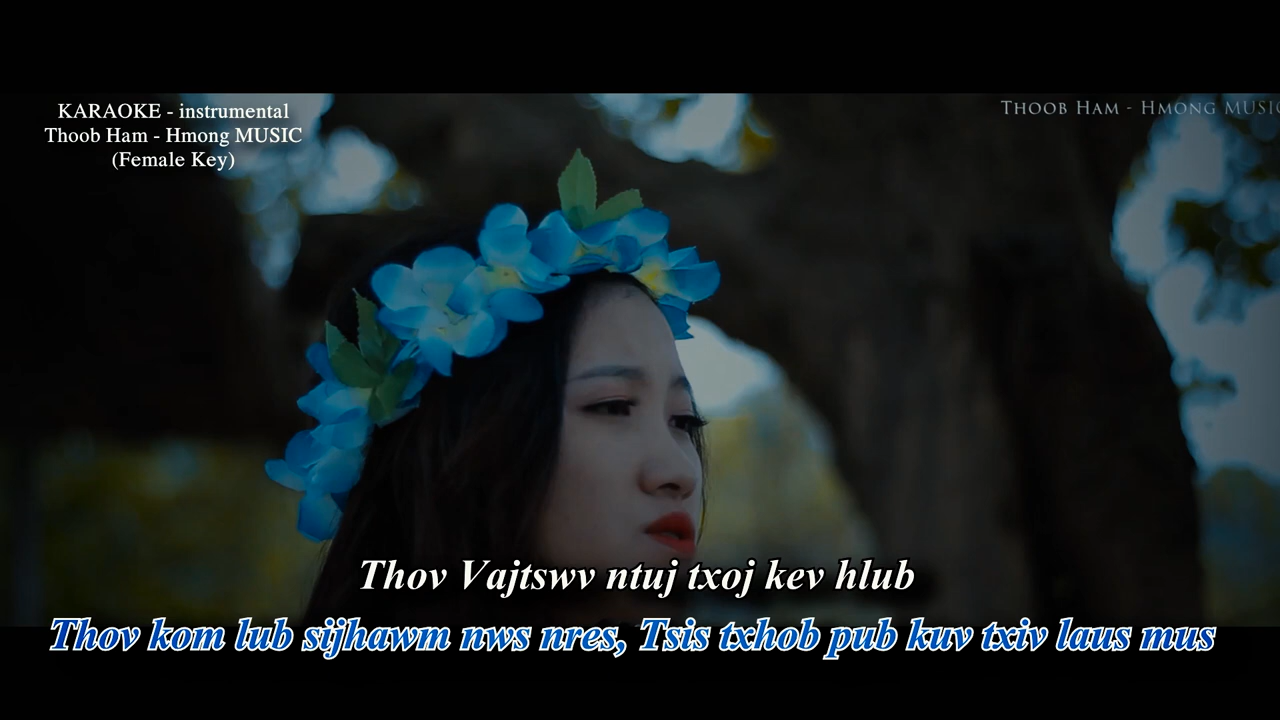 KARAOKE - instrumental
Thoob Ham - Hmong MUSIC
(Female Key)
Thoob Ham - Hmong MUSIC
Thov Vajtswv ntuj txoj kev hlub
Thov kom lub sijhawm nws nres, Tsis txhob pub kuv txiv laus mus